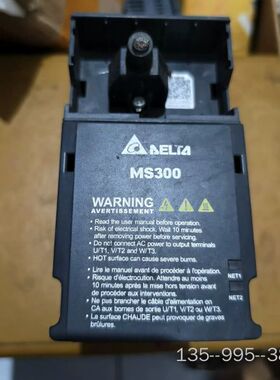 DELTA
MS300
WARNING
AVERTISSEMENT
● Read the user manual before operation.
● Risk of electrical shock. Wait 10 minutes
after removing power before servicing.
● Do not connect AC power to output terminals
U/T1, V/T2 and W/T3.
● HOT surface can cause severe burns.
● Lire le manuel avant de procéder à l'opération.
● Risque d'électrocution. Attendre au moins
10 minutes après la mise hors tension avant
de procéder aux interventions.
● Ne pas brancher le câble d'alimentation en
CA aux bornes de sortie U/T1, V/T2 et W/T3.
● La surface CHAUDE peut provoquer de graves
brûlures.
NET1
NET2
135-995-3